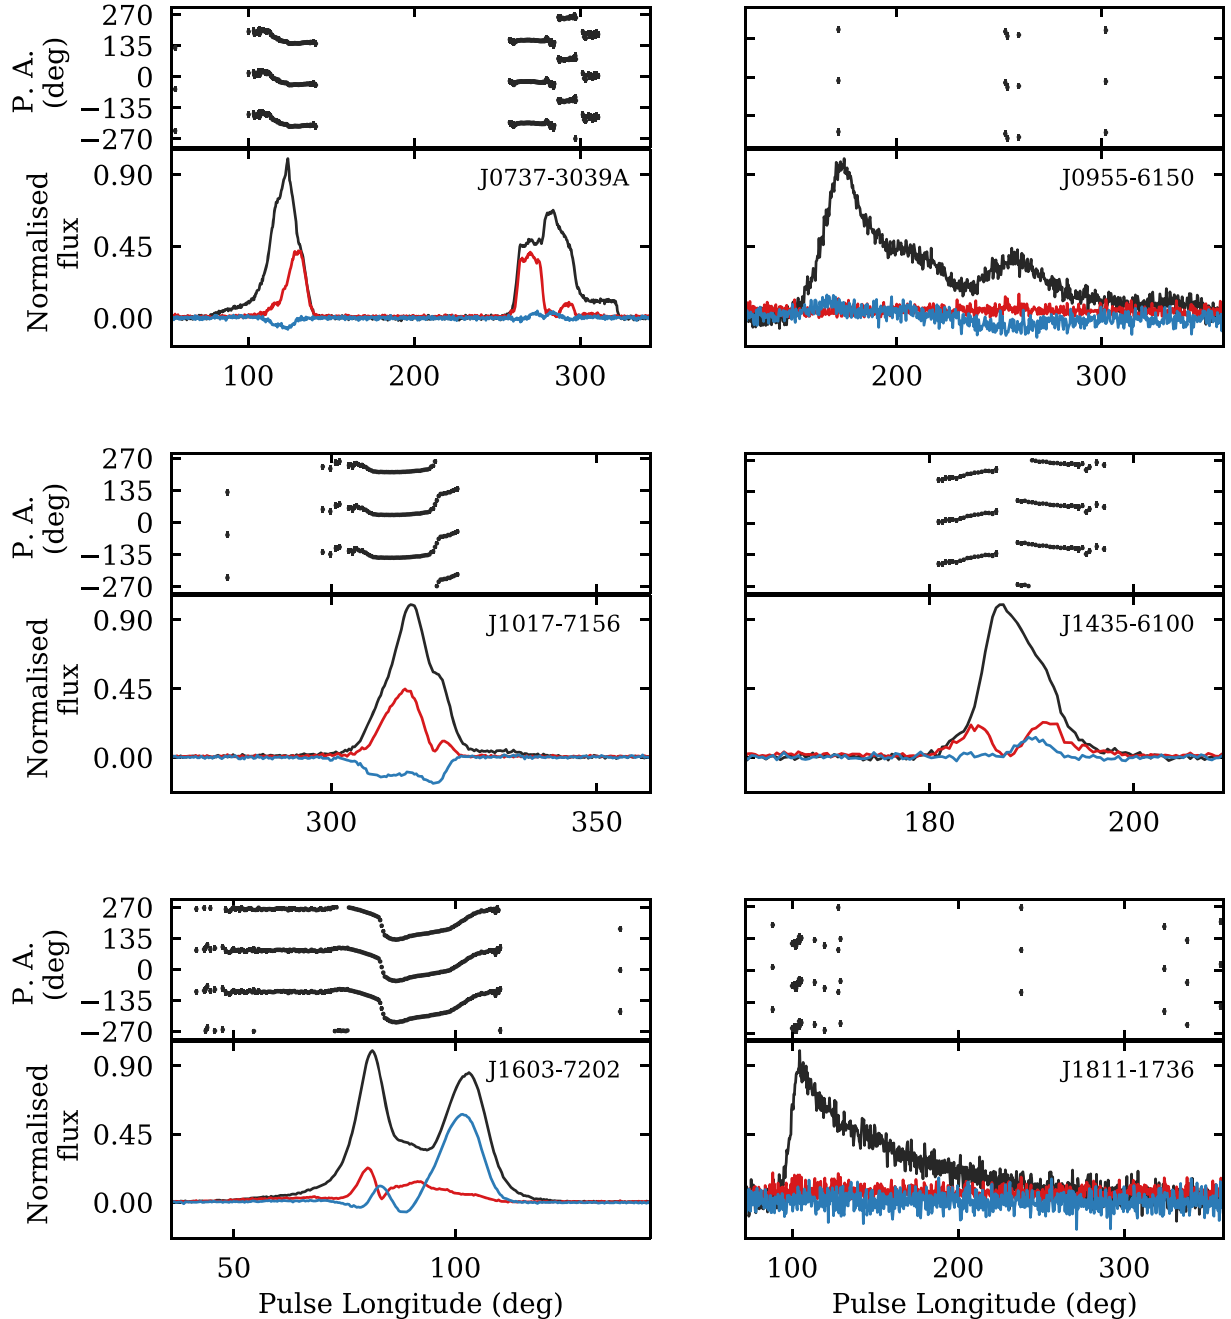 270
135
0
−135
−270
P. A.
(deg)
0.90
0.45
0.00
Normalised
flux
J0737-3039A
J0955-6150
100
200
300
200
300
270
135
0
−135
−270
P. A.
(deg)
0.90
0.45
0.00
Normalised
flux
J1017-7156
J1435-6100
300
350
180
200
270
135
0
−135
−270
P. A.
(deg)
0.90
0.45
0.00
Normalised
flux
J1603-7202
J1811-1736
50
100
100
200
300
Pulse Longitude (deg)
Pulse Longitude (deg)